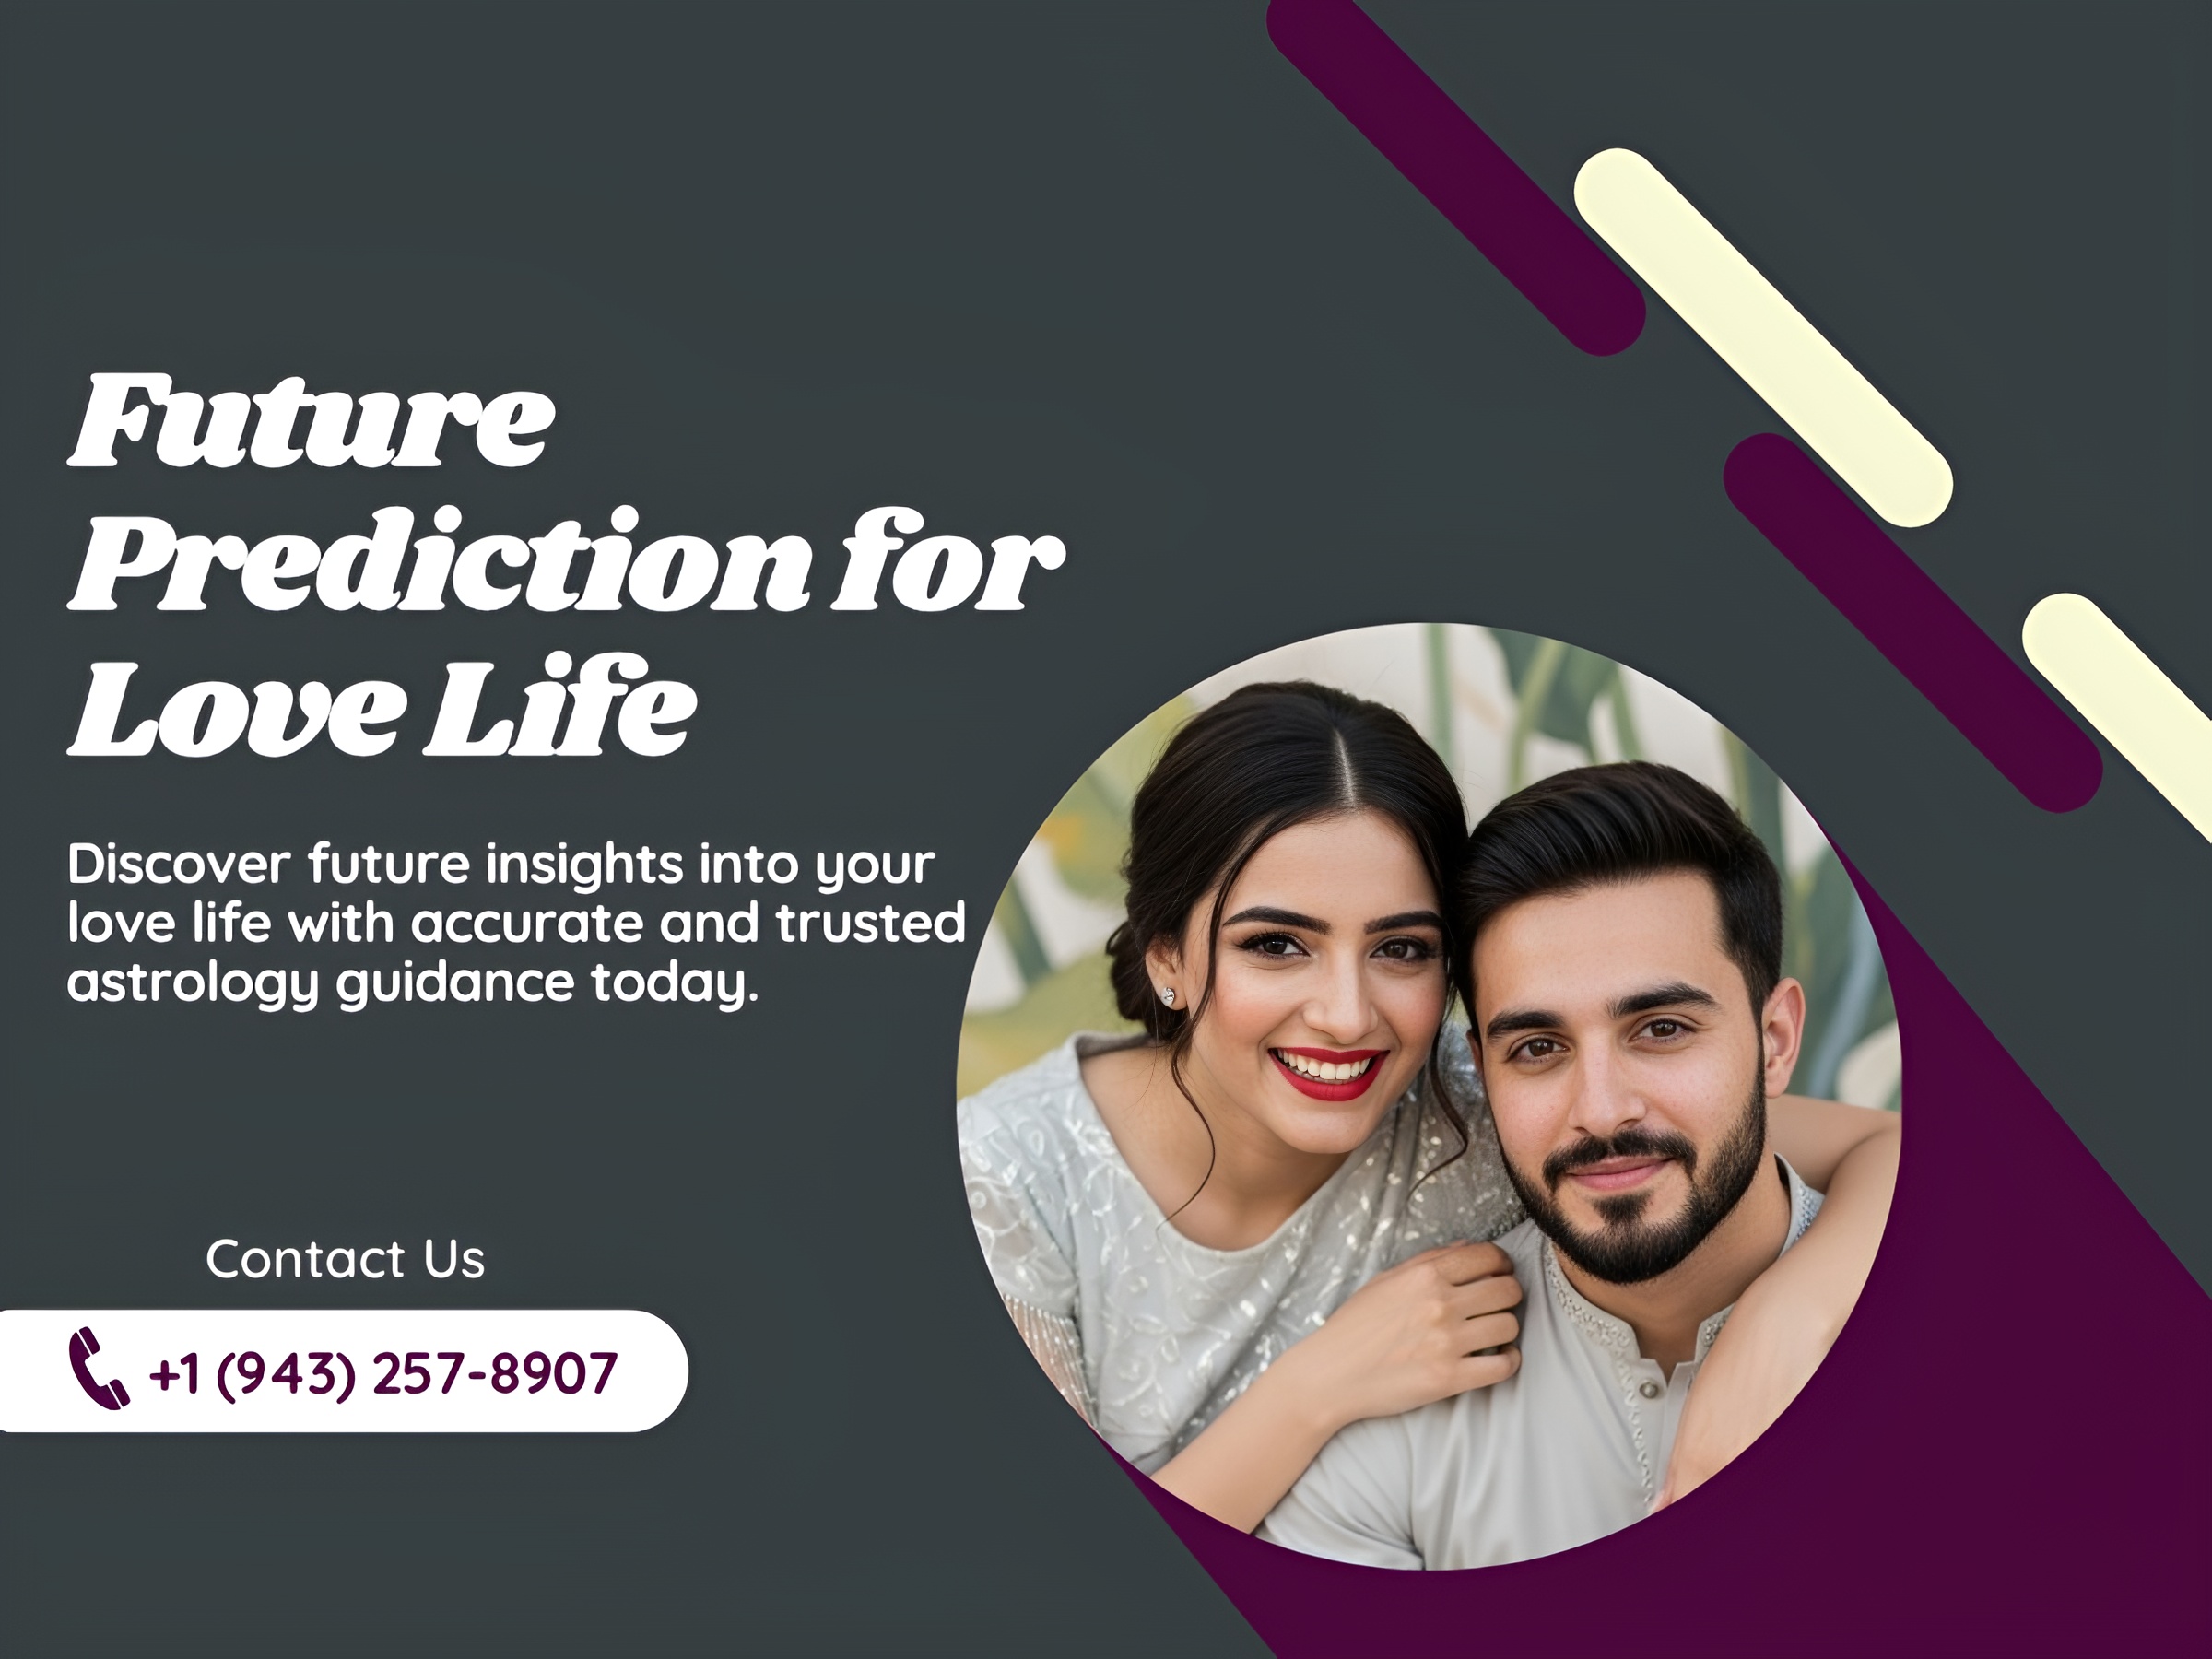 Future
Prediction for
Love Life
Discover future insights into your
love life with accurate and trusted
astrology guidance today.
Contact Us
+1 (943) 257-8907